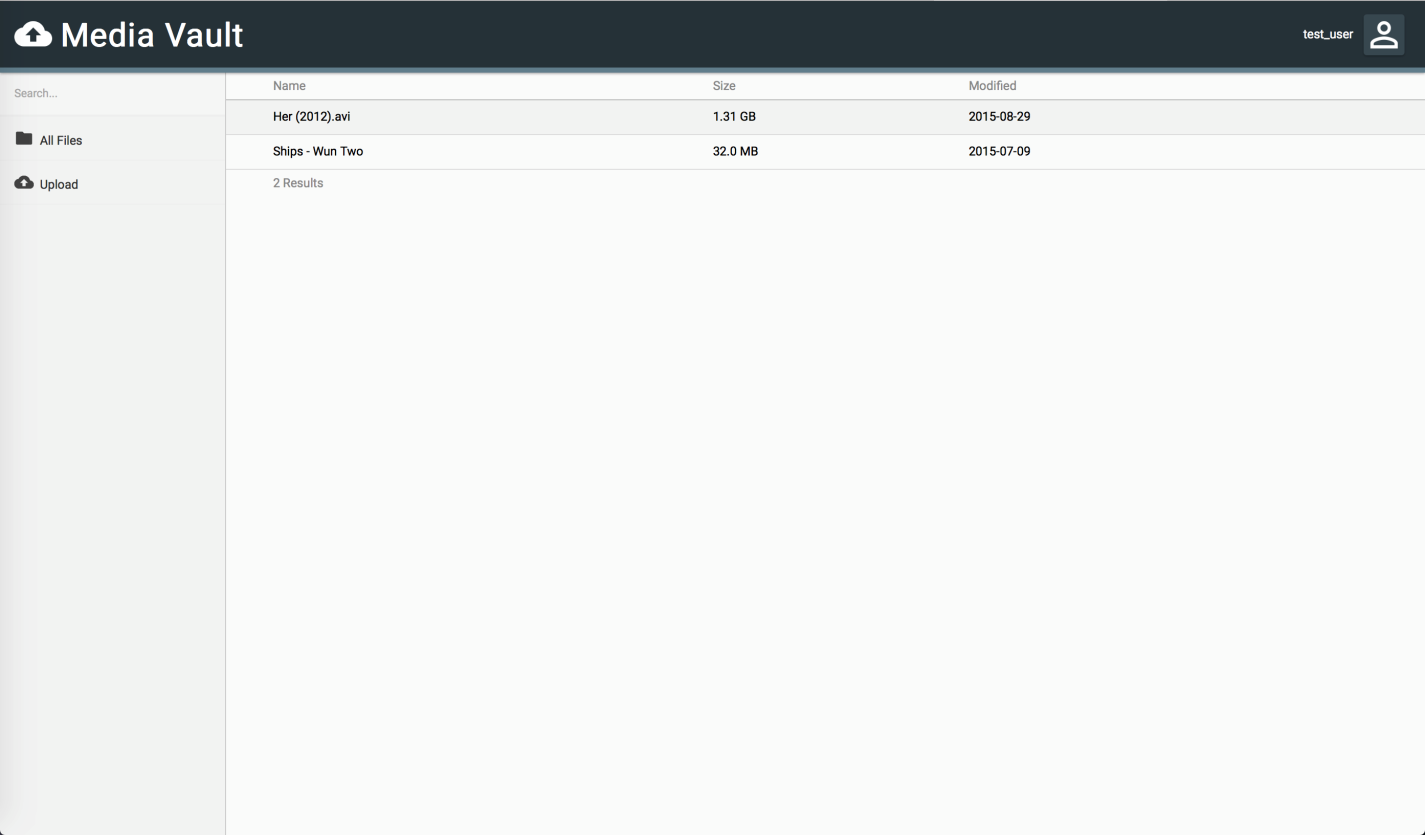 Media Vault
test_user
Search...
All Files
Upload
Name Size Modified
Her (2012).avi 1.31 GB 2015-08-29
Ships - Wun Two 32.0 MB 2015-07-09
2 Results